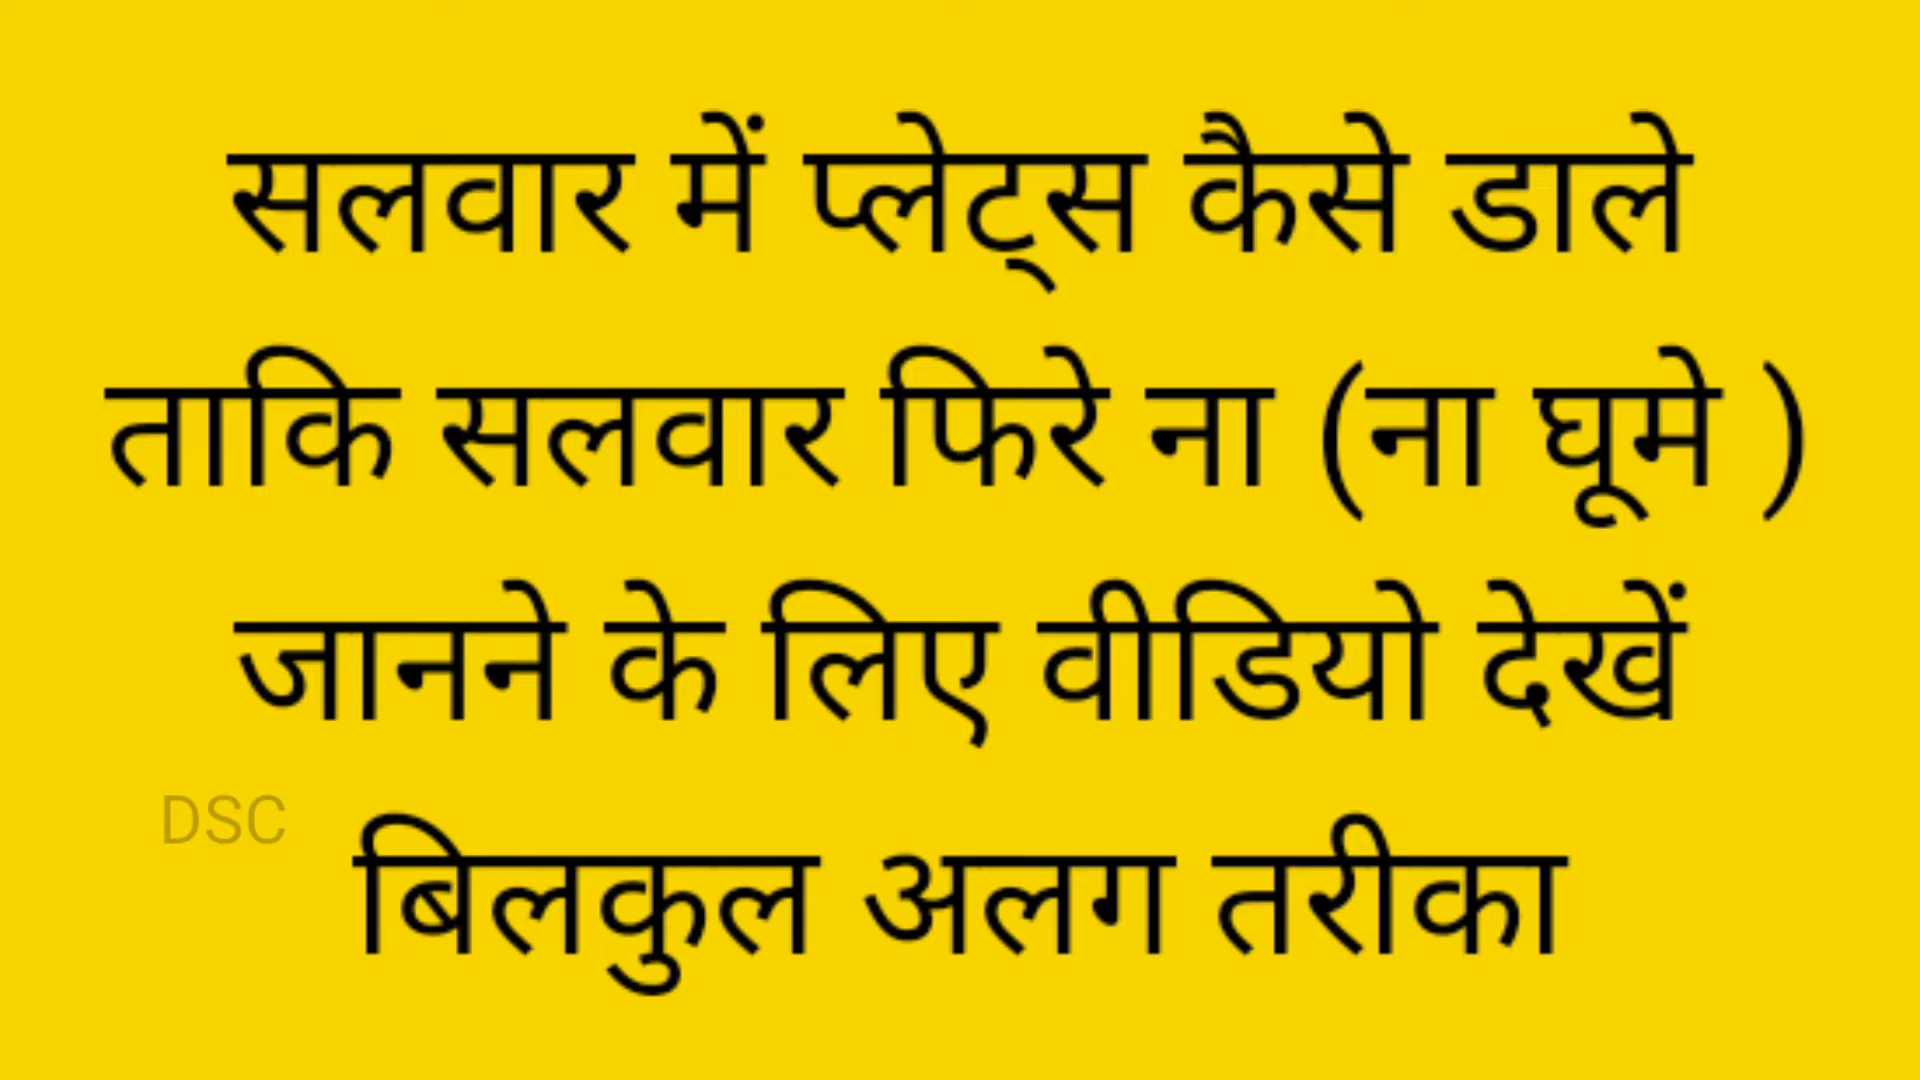 सलवार में प्लेट्स कैसे डाले
ताकि सलवार फिरे ना (ना घूमे )
जानने के लिए वीडियो देखें
DSC
बिलकुल अलग तरीका